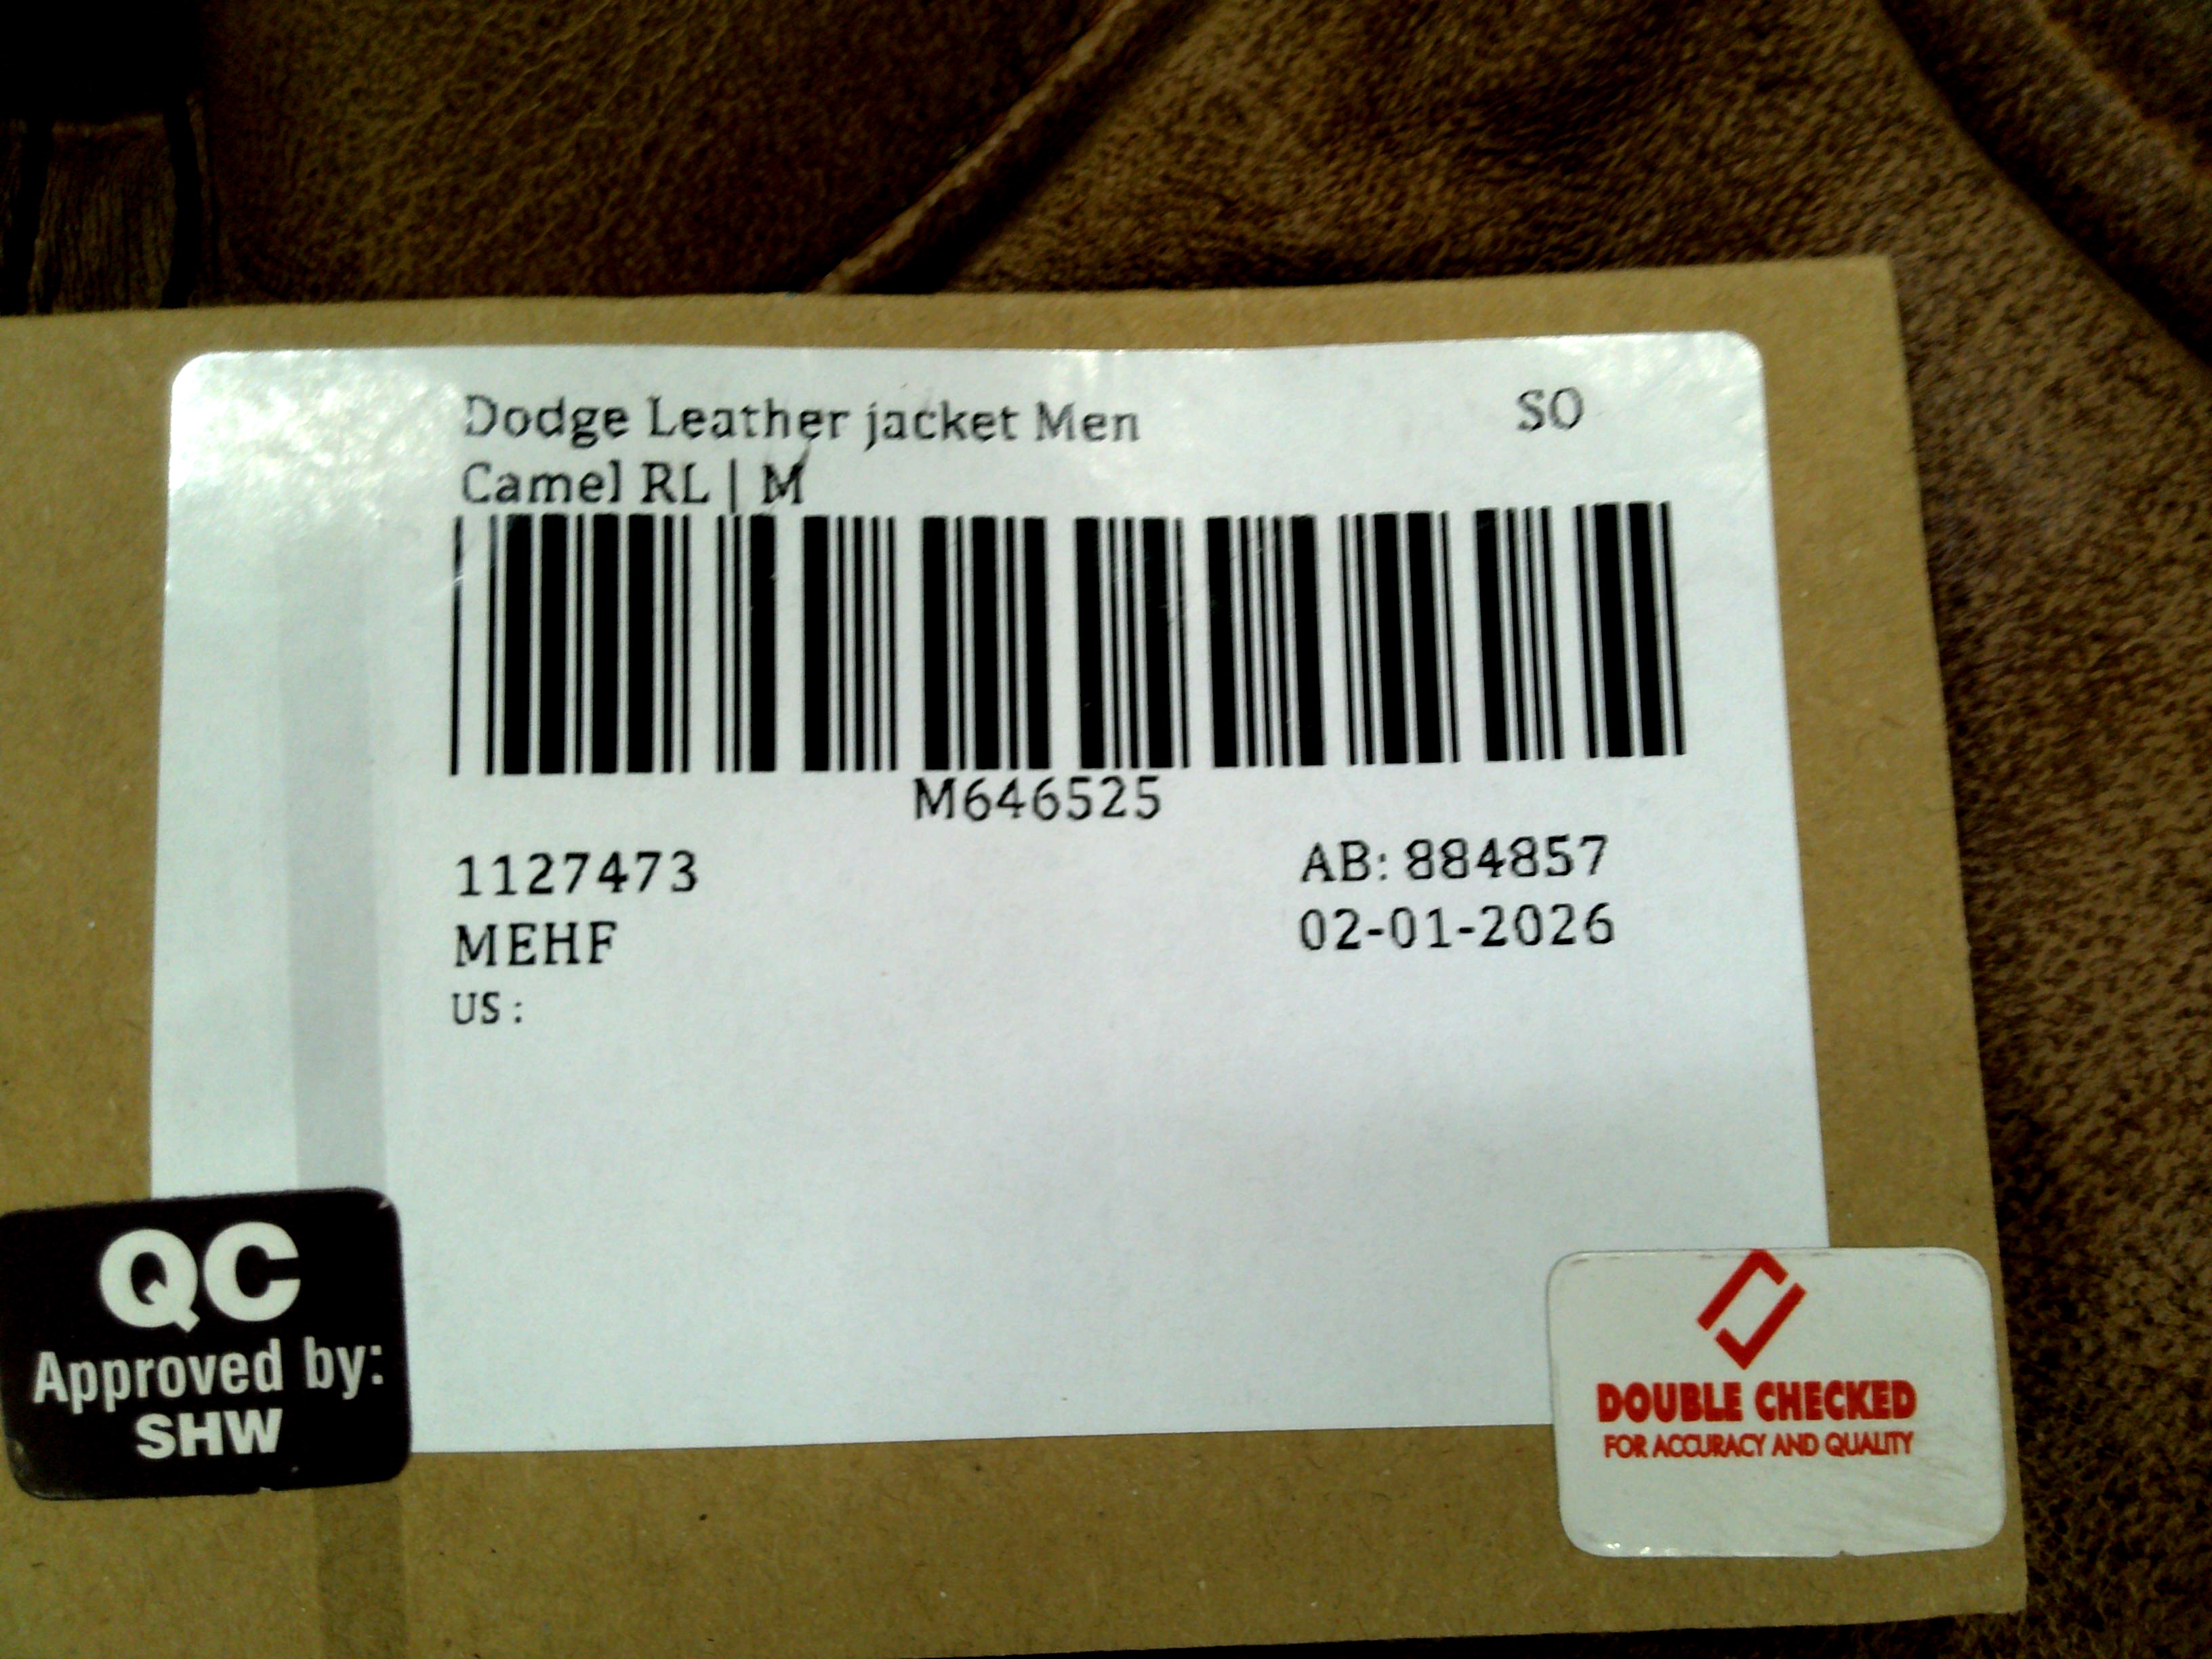 Dodge Leather jacket Men
SO
Camel RL | M
M646525
1127473
AB: 884857
MEHF
02-01-2026
US :
QC
Approved by:
SHW
DOUBLE CHECKED
FOR ACCURACY AND QUALITY